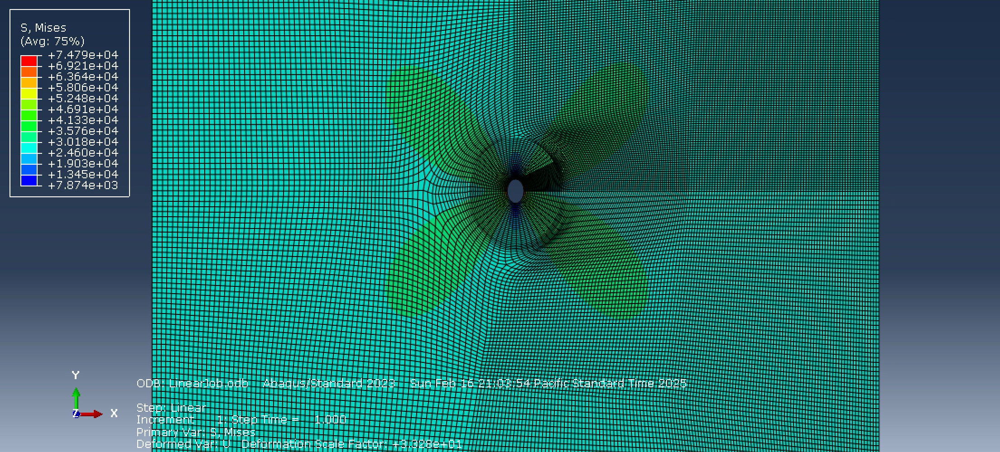 S, Mises
(Avg: 75%)
+7.479e+04
+6.921e+04
+6.364e+04
+5.806e+04
+5.248e+04
+4.691e+04
+4.133e+04
+3.576e+04
+3.018e+04
+2.460e+04
+1.903e+04
+1.345e+04
+7.874e+03
Y
Z X
ODB: LinearJob.odb Abaqus/Standard 2023 Sun Feb 16 21:03:54 Pacific Standard Time 2025
Step: Linear
Increment 1: Step Time = 1.000
Primary Var: S, Mises
Deformed Var: U Deformation Scale Factor: +3.328e+01